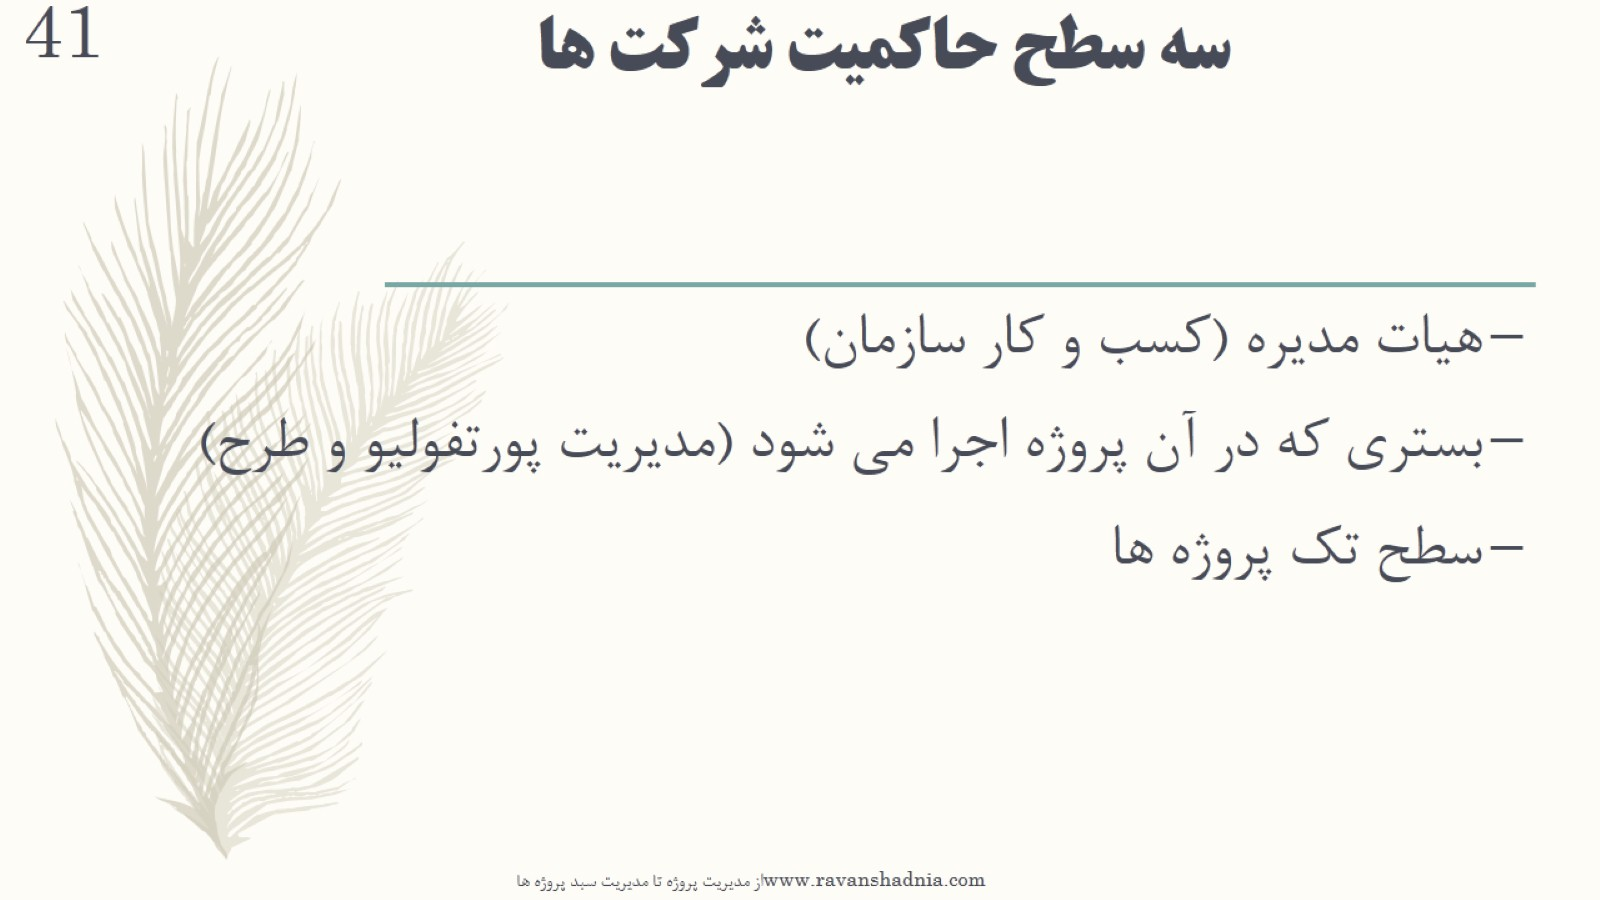 41
سه سطح حاکمیت شرکت ها
–هیات مدیره (کسب و کار سازمان)
–بستری که در آن پروژه اجرا می شود (مدیریت پورتفولیو و طرح)
–سطح تک پروژه ها
www.ravanshadnia.comاز مدیریت پروژه تا مدیریت سبد پروژه ها